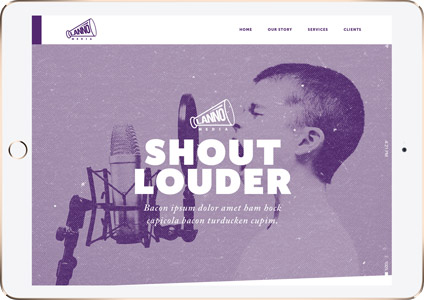 LANNO
MEDIA
HOME OUR STORY SERVICES CLIENTS
LANNO
MEDIA
SHOUT
LOUDER
Bacon ipsum dolor amet ham hock
capicola bacon turducken cupim.